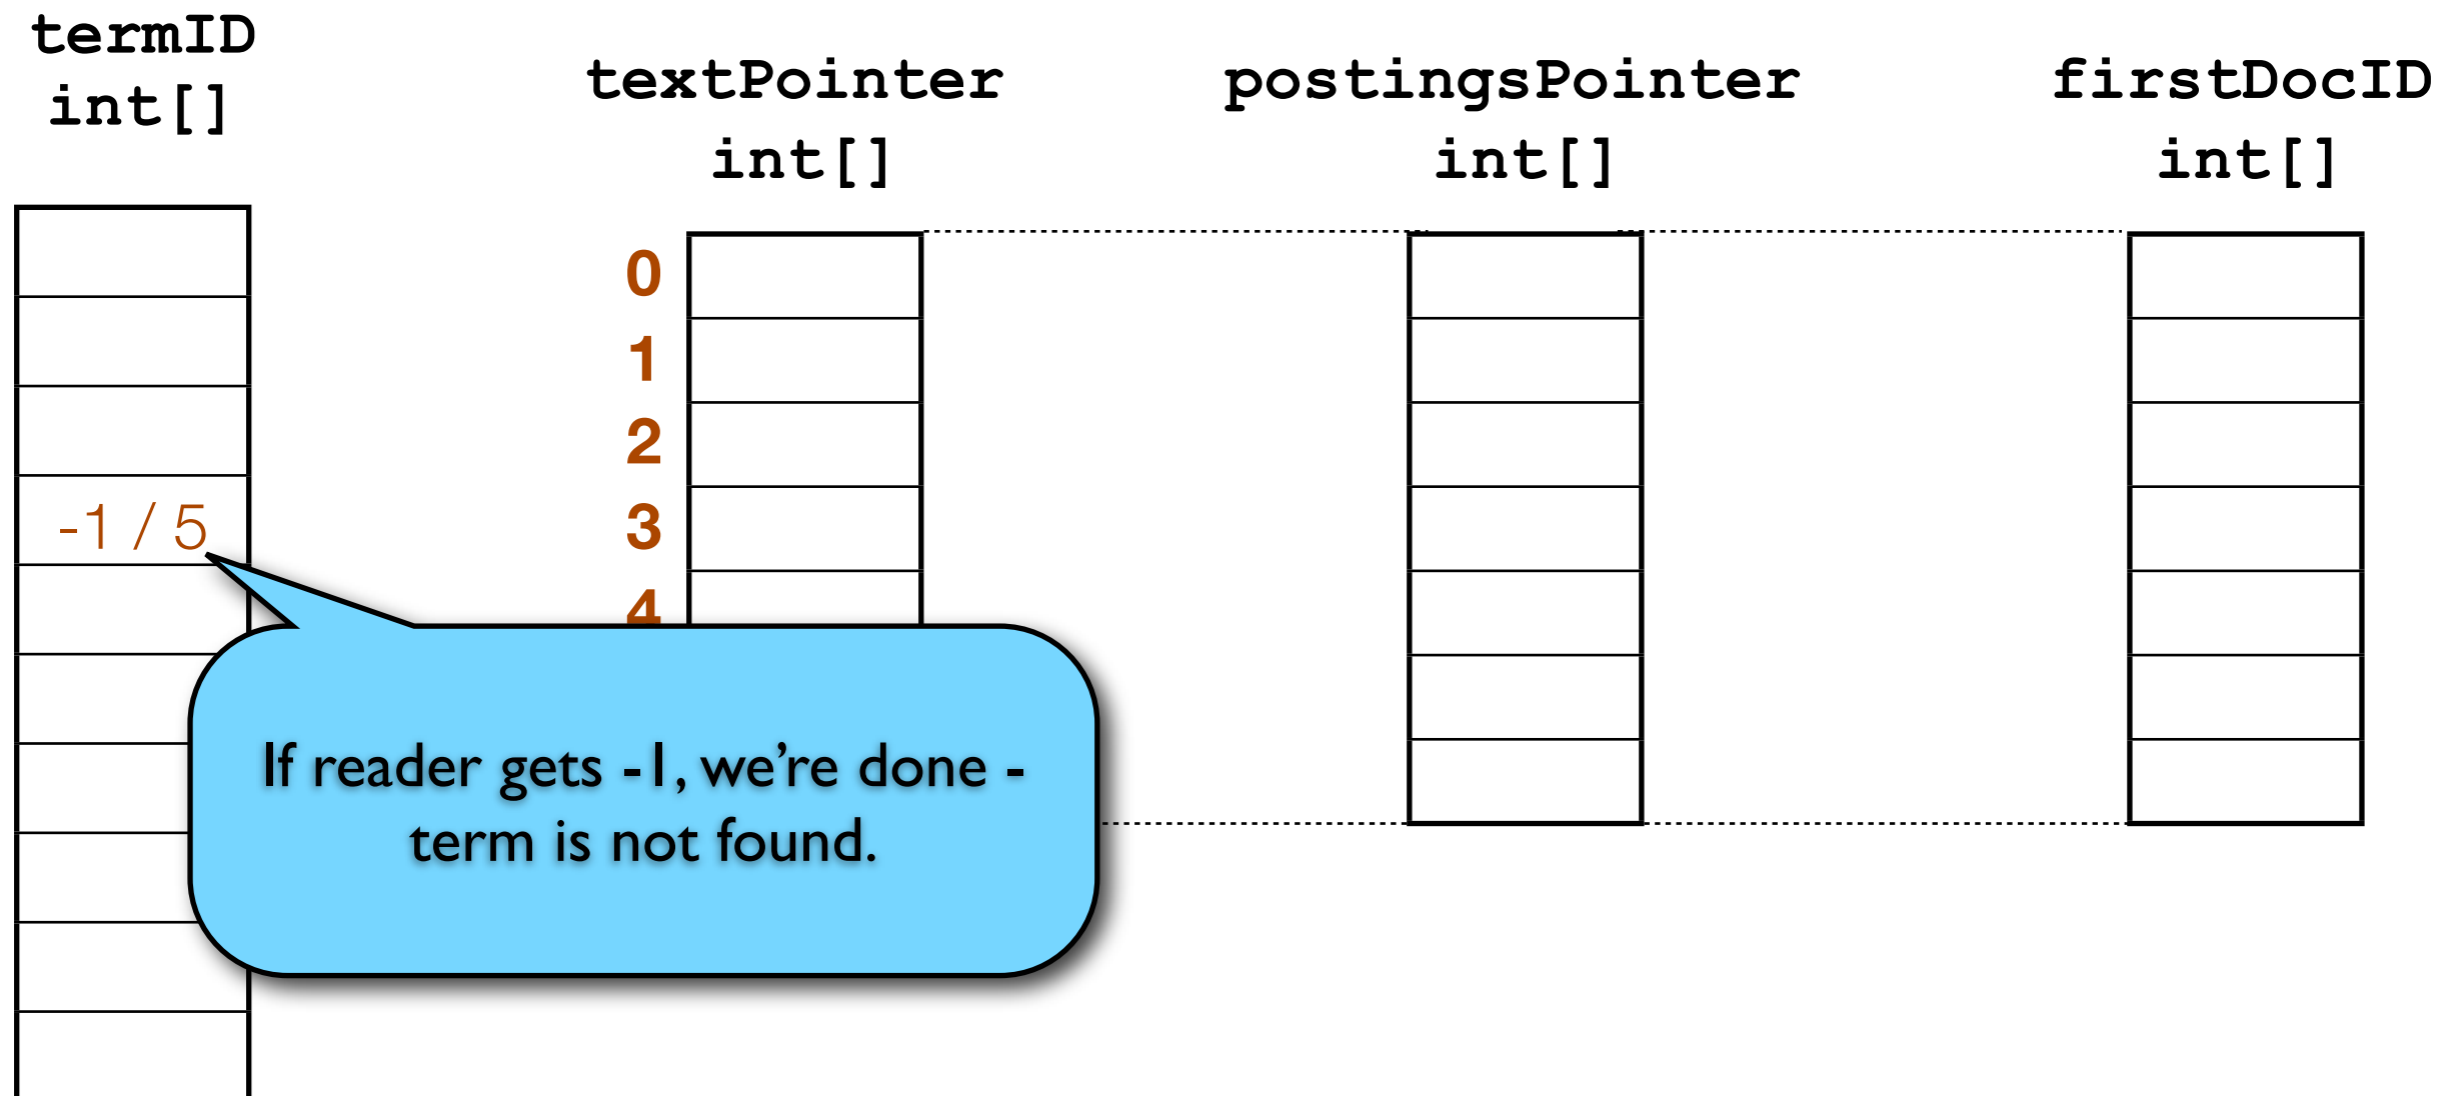 termID
int[]
textPointer
int[]
postingsPointer
int[]
firstDocID
int[]
0
1
2
3
4
-1 / 5
If reader gets -1, we're done -
term is not found.